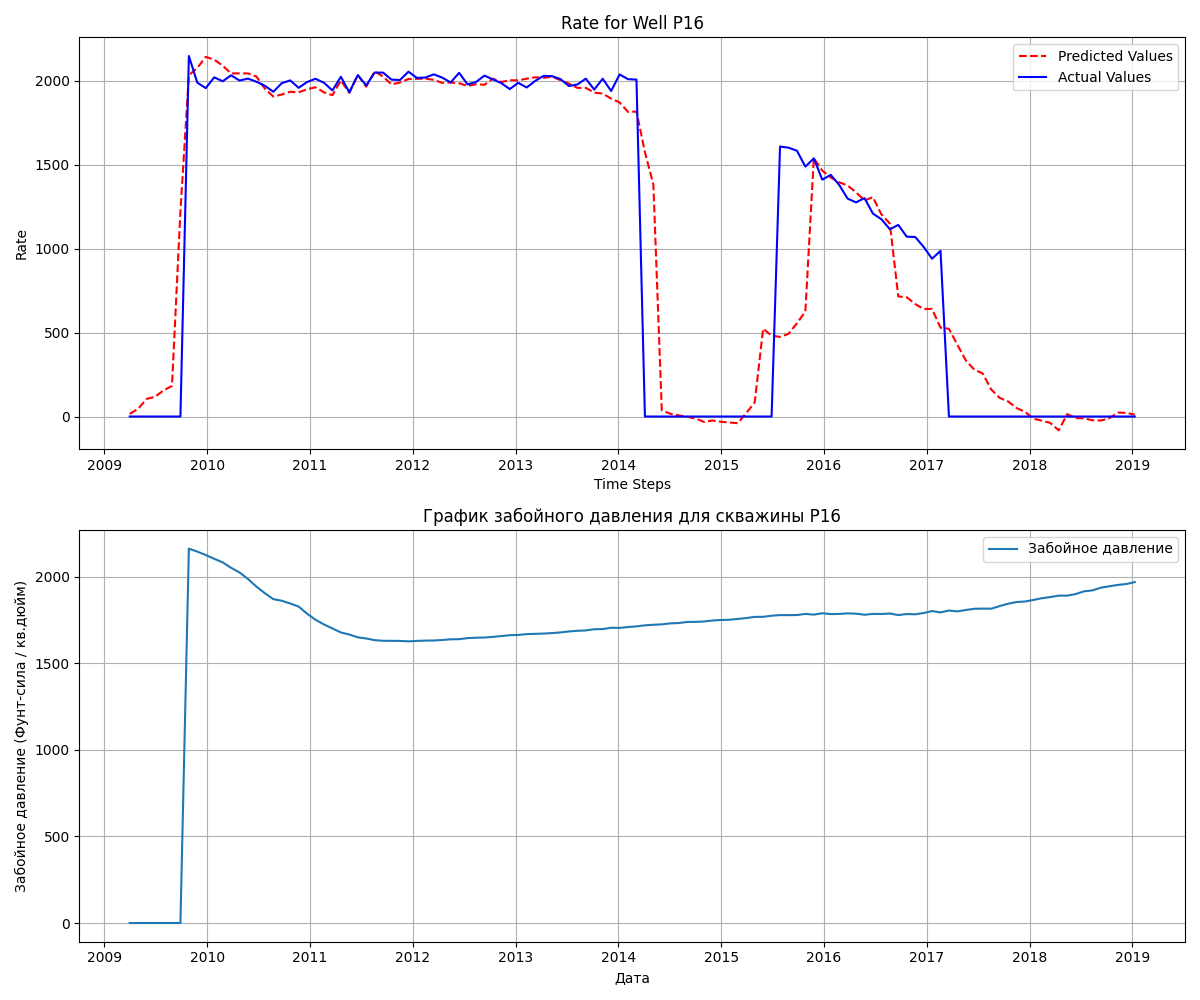 Rate for Well P16
Predicted Values
Actual Values
Rate
2000
1500
1000
500
0
2009 2010 2011 2012 2013 2014 2015 2016 2017 2018 2019
Time Steps
График забойного давления для скважины P16
Забойное давление
Забойное давление (Фунт-сила / кв.дюйм)
2000
1500
1000
500
0
2009 2010 2011 2012 2013 2014 2015 2016 2017 2018 2019
Дата